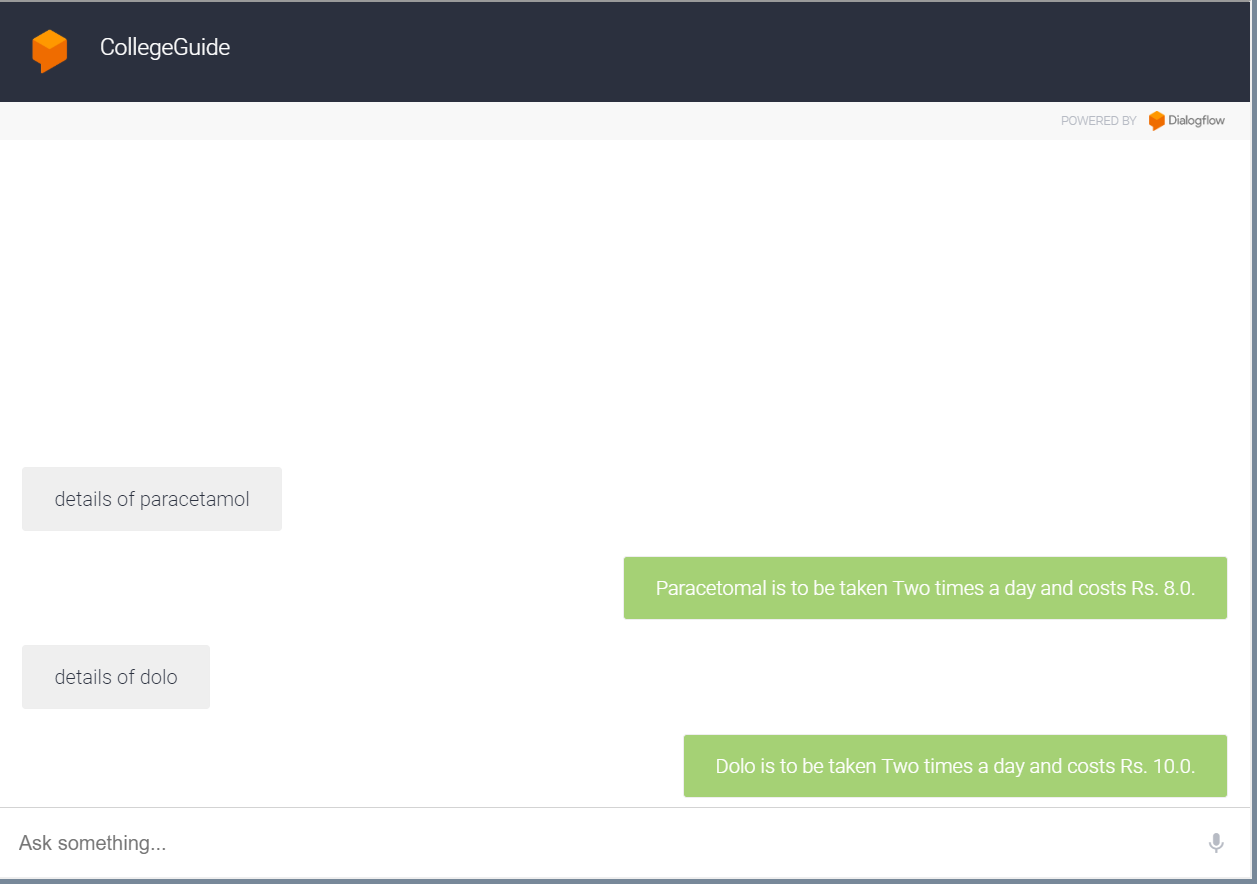 CollegeGuide
POWERED BY Dialogflow
details of paracetamol
Paracetomal is to be taken Two times a day and costs Rs. 8.0.
details of dolo
Dolo is to be taken Two times a day and costs Rs. 10.0.
Ask something...